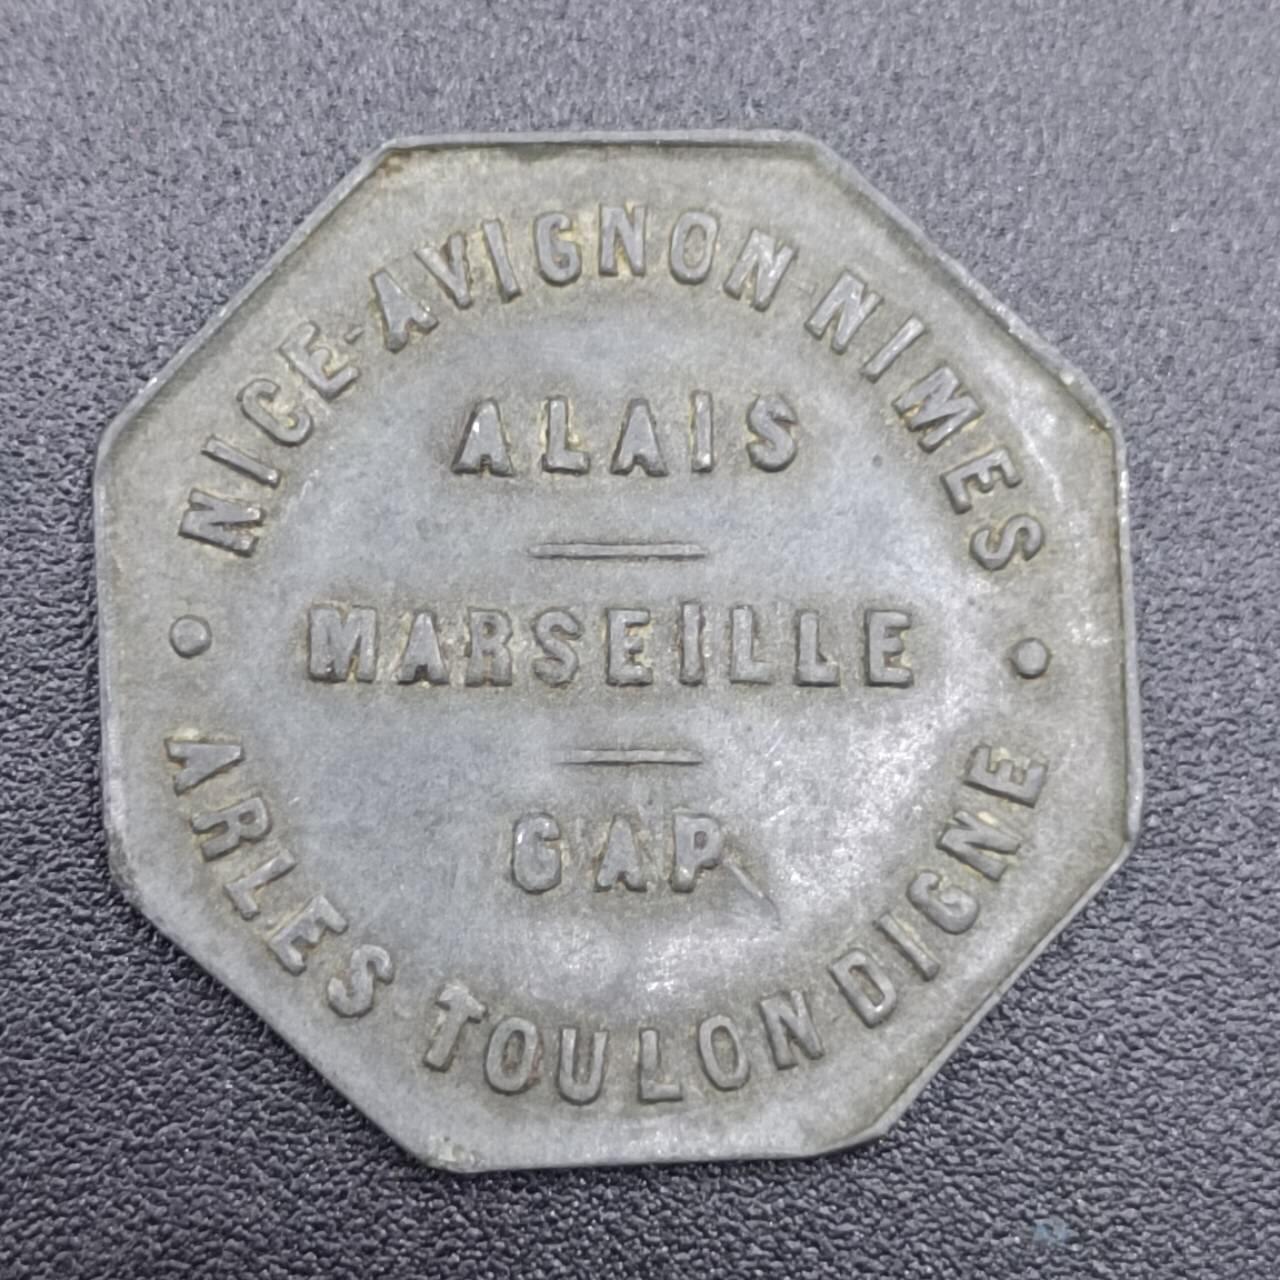 NICE-AVIGNON-NIMES
ALAIS
MARSEILLE
GAP
ARLES-TOULON-DIGNE